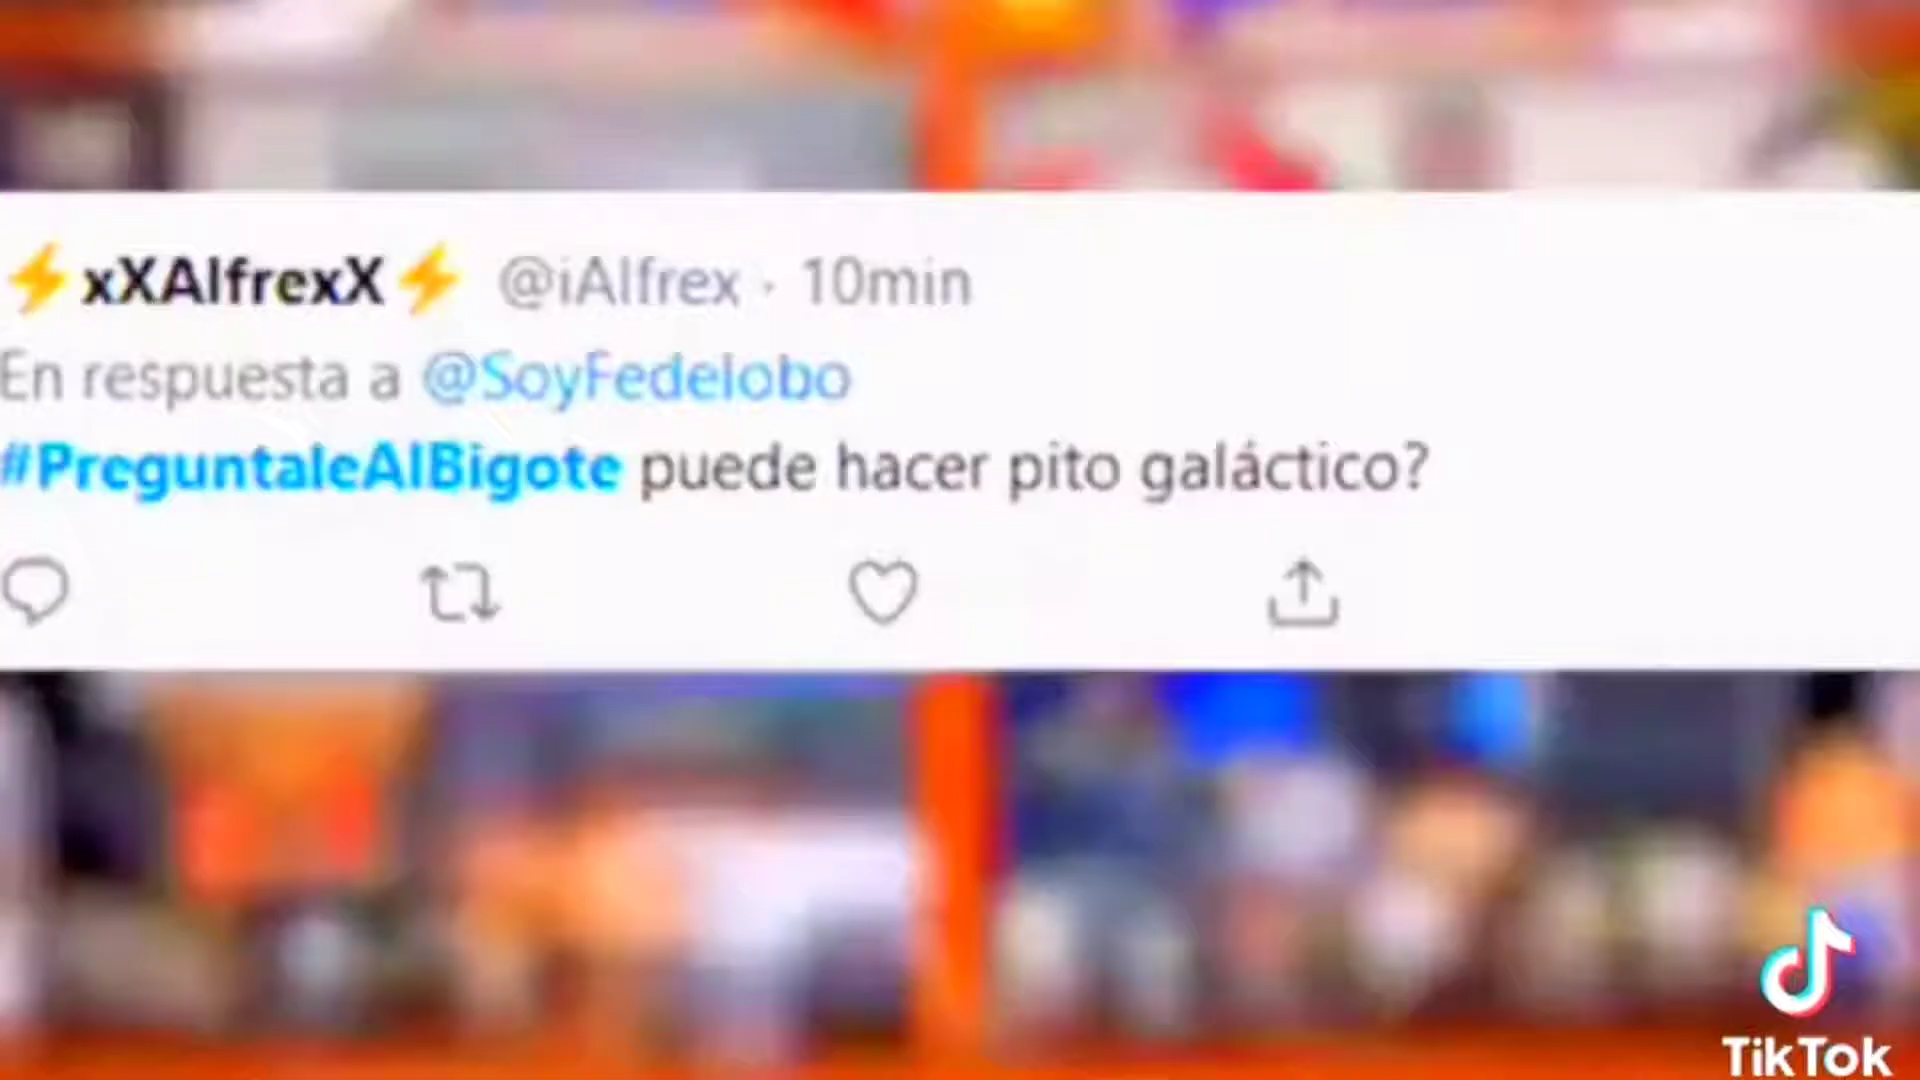 ⚡xXAlfrexX⚡ @iAlfrex · 10min
En respuesta a @SoyFedelobo
#PreguntaleAlBigote puede hacer pito galáctico?
TikTok